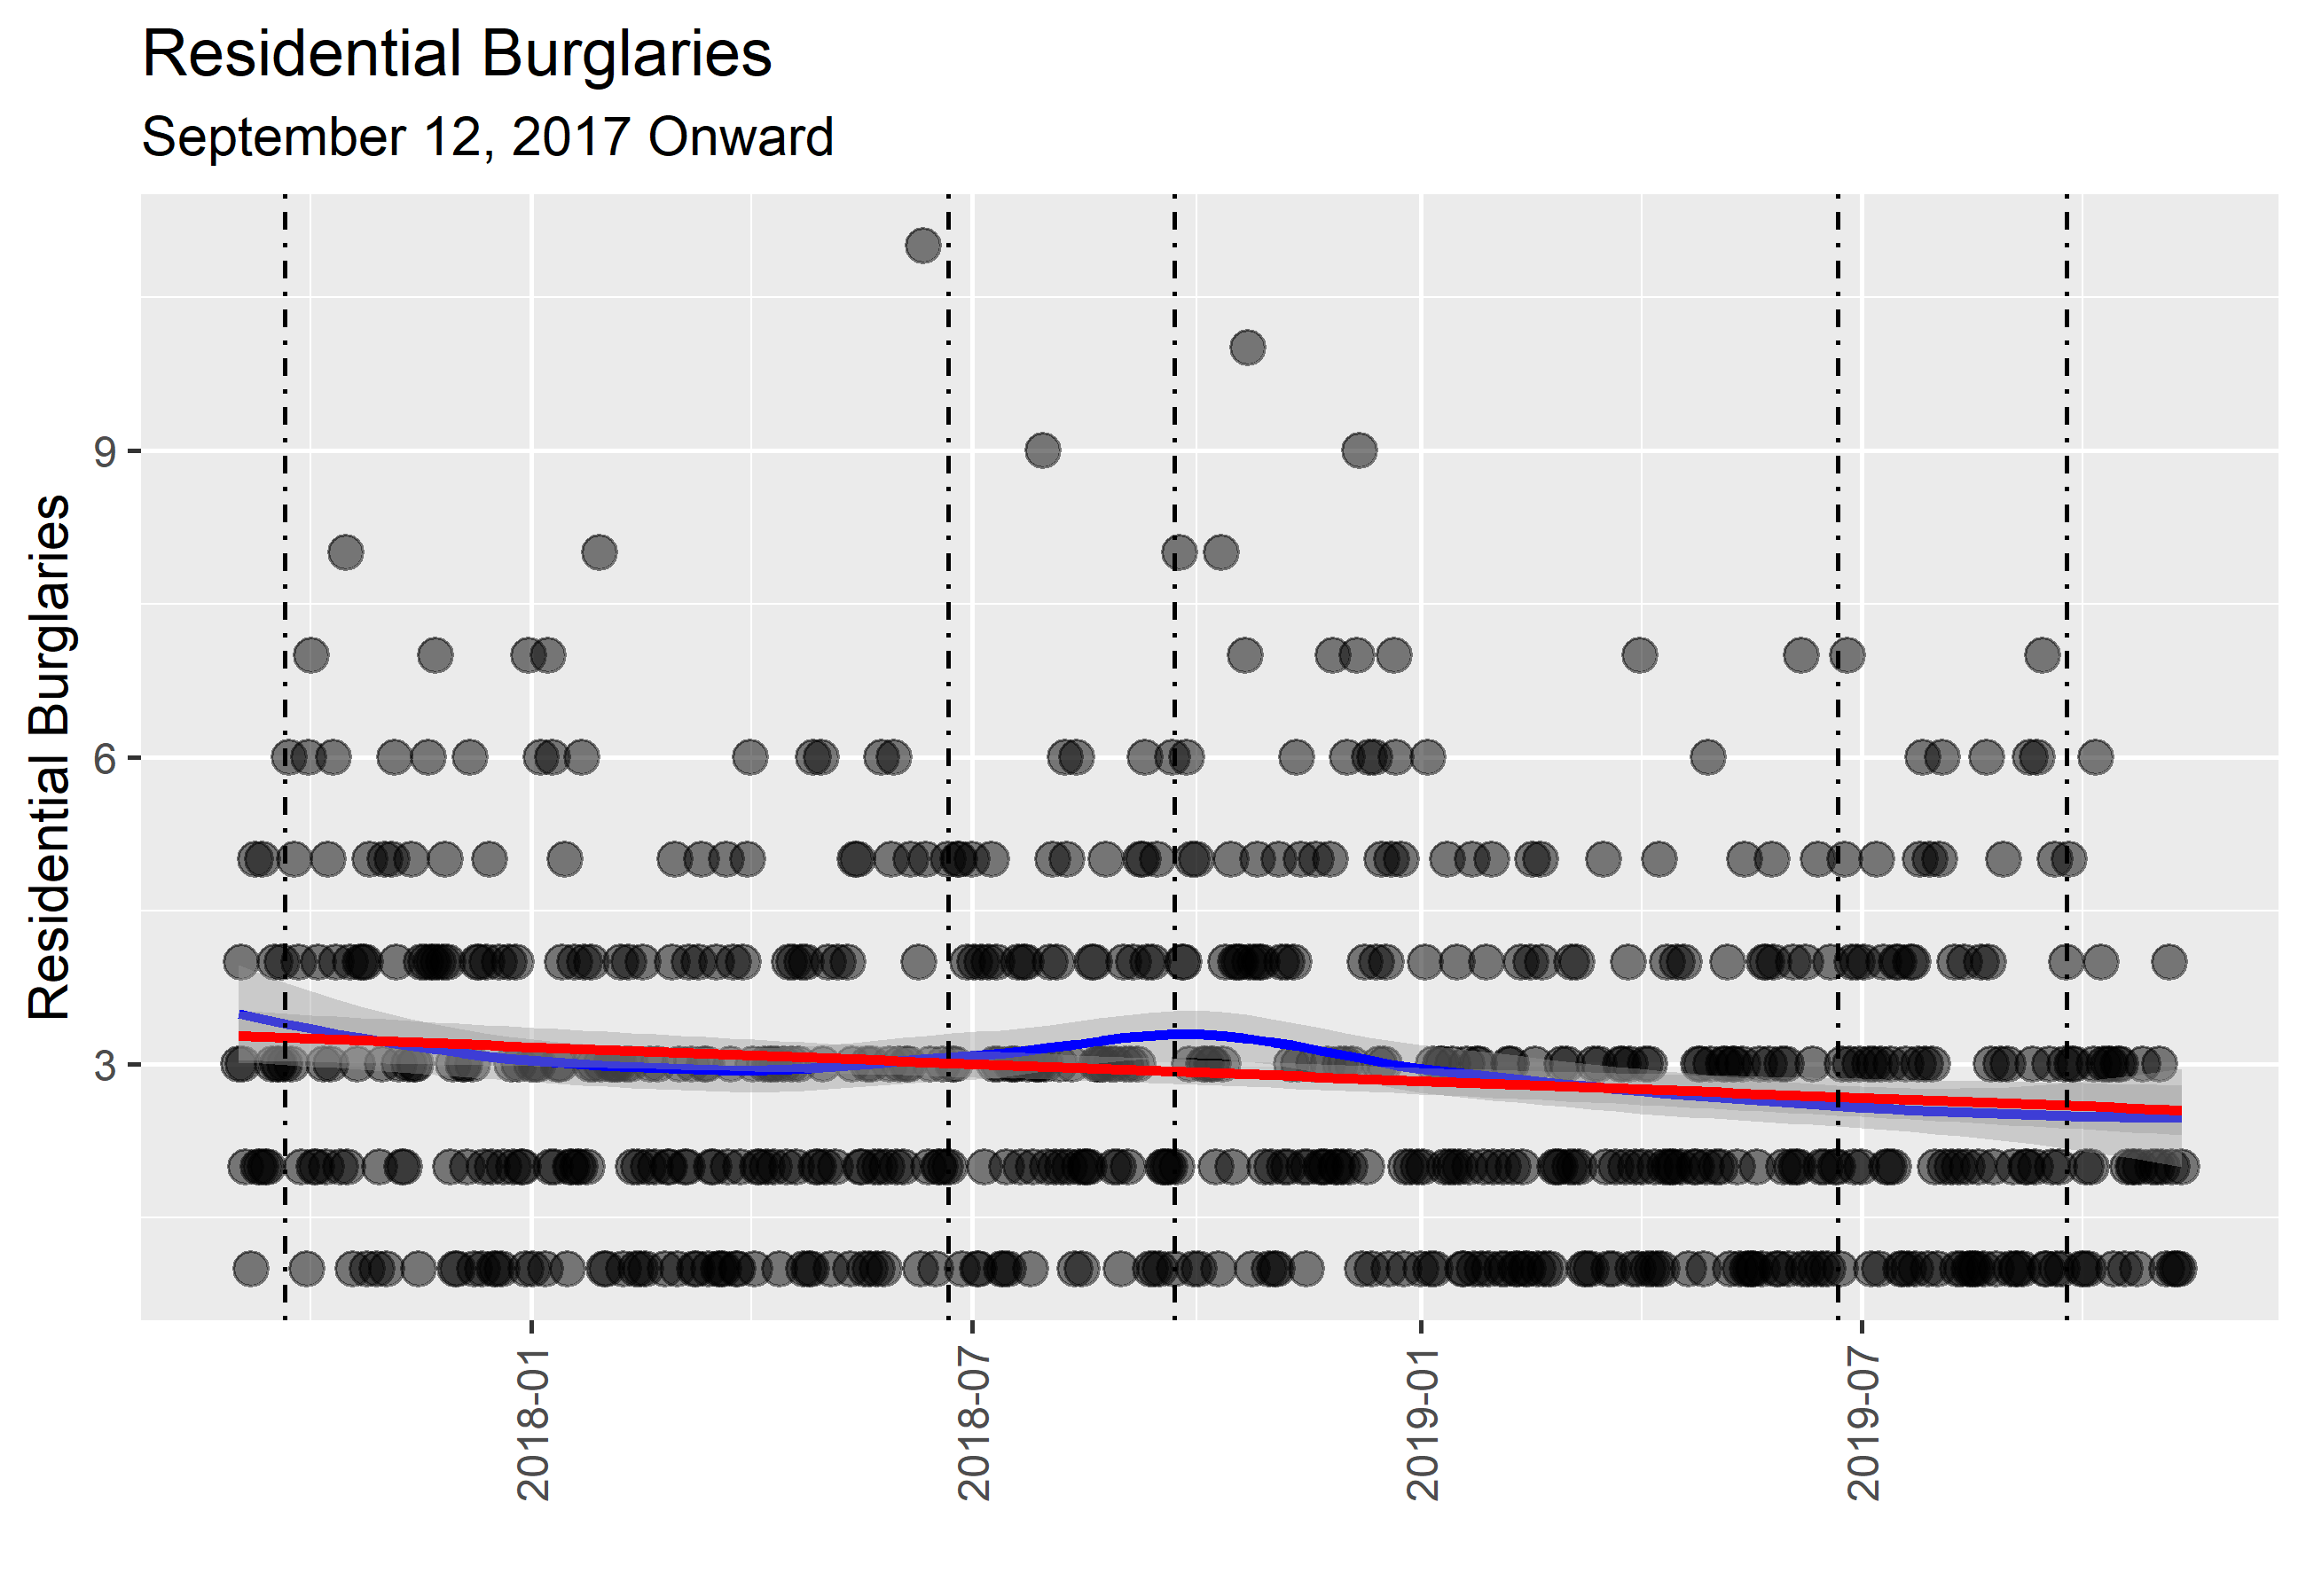 Residential Burglaries
September 12, 2017 Onward
Residential Burglaries
9
6
3
2018-01
2018-07
2019-01
2019-07